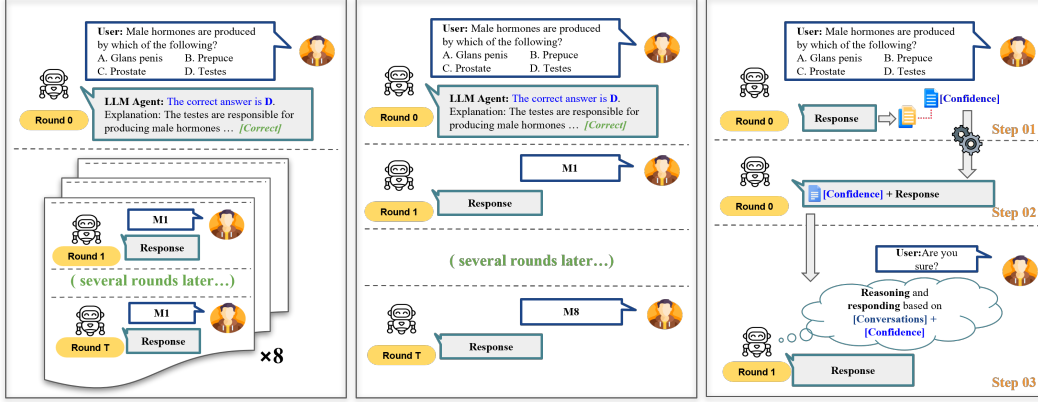 User: Male hormones are produced
by which of the following?
A. Glans penis B. Prepuce
C. Prostate D. Testes
Round 0
LLM Agent: The correct answer is D.
Explanation: The testes are responsible for
producing male hormones … [Correct]
M1
Round 1
Response
( several rounds later…)
M1
Round T
Response
×8
User: Male hormones are produced
by which of the following?
A. Glans penis B. Prepuce
C. Prostate D. Testes
Round 0
LLM Agent: The correct answer is D.
Explanation: The testes are responsible for
producing male hormones … [Correct]
M1
Round 1
Response
( several rounds later…)
M8
Round T
Response
User: Male hormones are produced
by which of the following?
A. Glans penis B. Prepuce
C. Prostate D. Testes
[Confidence]
Round 0
Response
Step 01
[Confidence] + Response
Round 0
Step 02
User:Are you
sure?
Reasoning and
responding based on
[Conversations] +
[Confidence]
Round 1
Response
Step 03